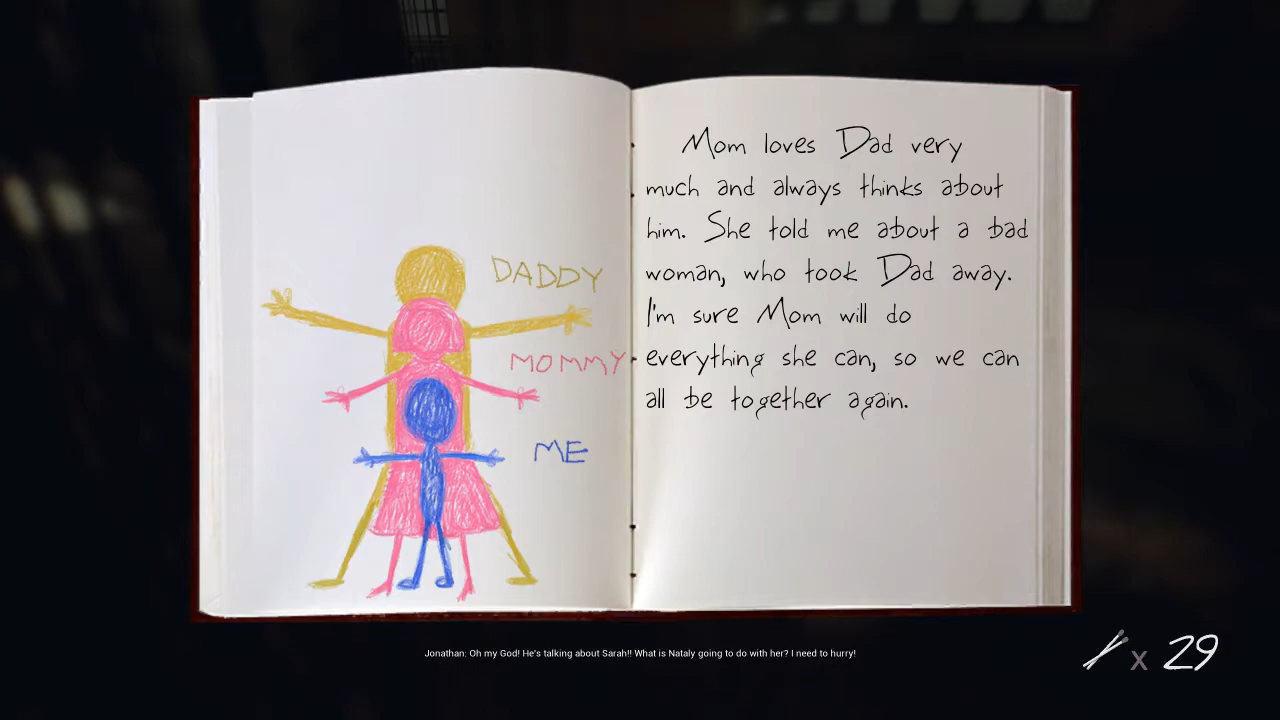 DADDY
MOMMY
ME
Mom loves Dad very
much and always thinks about
him. She told me about a bad
woman, who took Dad away.
I'm sure Mom will do
everything she can, so we can
all be together again.
Jonathan: Oh my God! He's talking about Sarah!! What is Nataly going to do with her? I need to hurry!
x 29